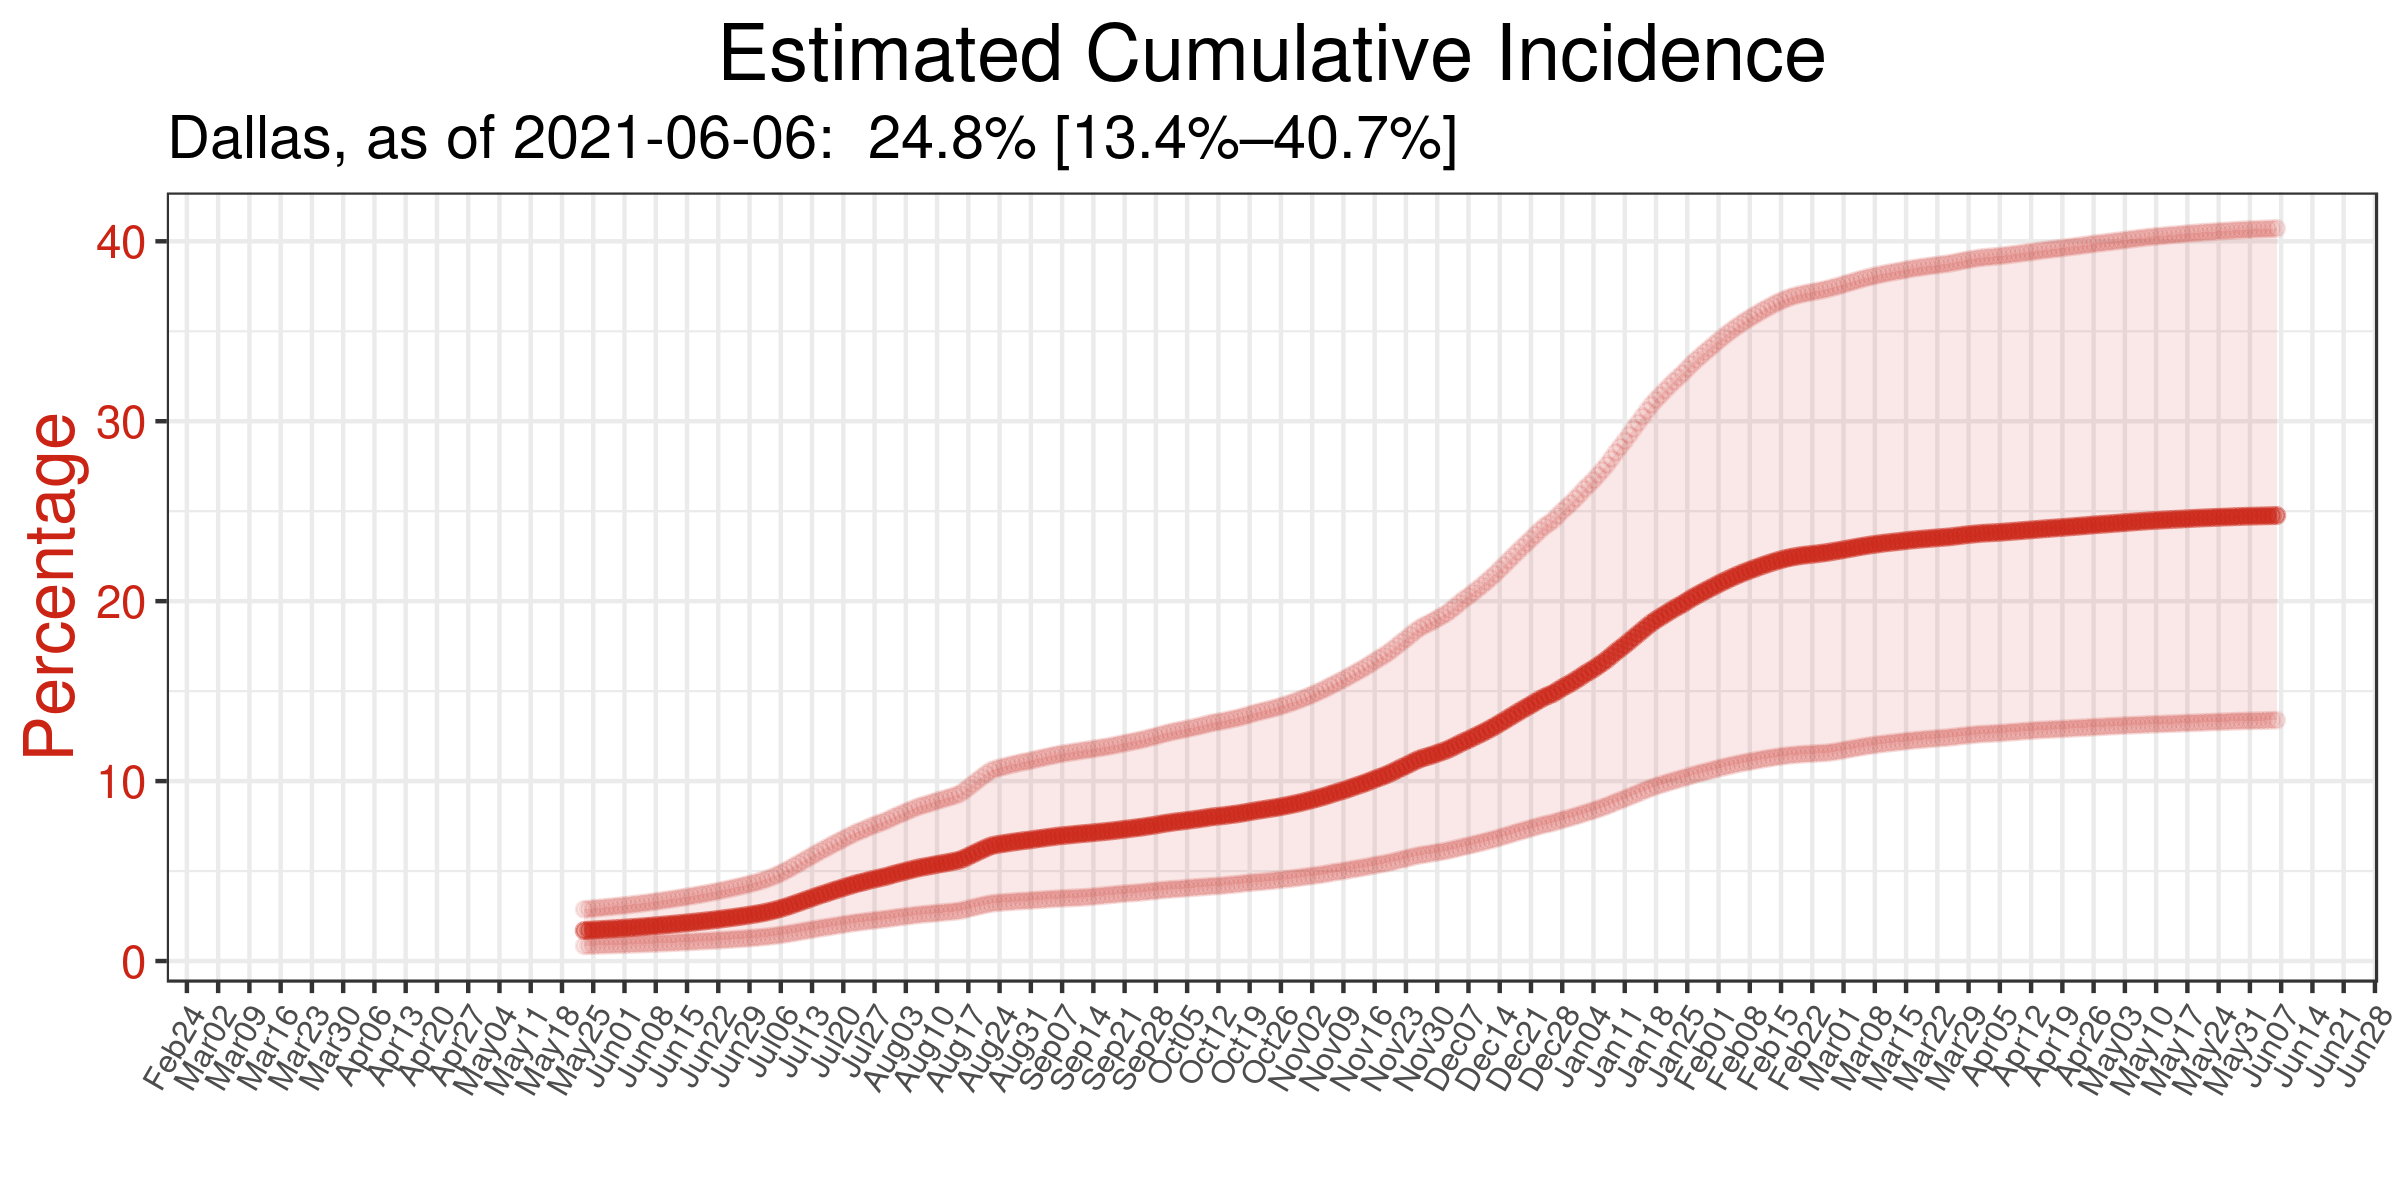 Estimated Cumulative Incidence
Dallas, as of 2021-06-06: 24.8% [13.4%–40.7%]
Percentage
40
30
20
10
0
Feb24
Mar02
Mar09
Mar16
Mar23
Mar30
Apr06
Apr13
Apr20
Apr27
May04
May11
May18
May25
Jun01
Jun08
Jun15
Jun22
Jun29
Jul06
Jul13
Jul20
Jul27
Aug03
Aug10
Aug17
Aug24
Aug31
Sep07
Sep14
Sep21
Sep28
Oct05
Oct12
Oct19
Oct26
Nov02
Nov09
Nov16
Nov23
Nov30
Dec07
Dec14
Dec21
Dec28
Jan04
Jan11
Jan18
Jan25
Feb01
Feb08
Feb15
Feb22
Mar01
Mar08
Mar15
Mar22
Mar29
Apr05
Apr12
Apr19
Apr26
May03
May10
May17
May24
May31
Jun07
Jun14
Jun21
Jun28